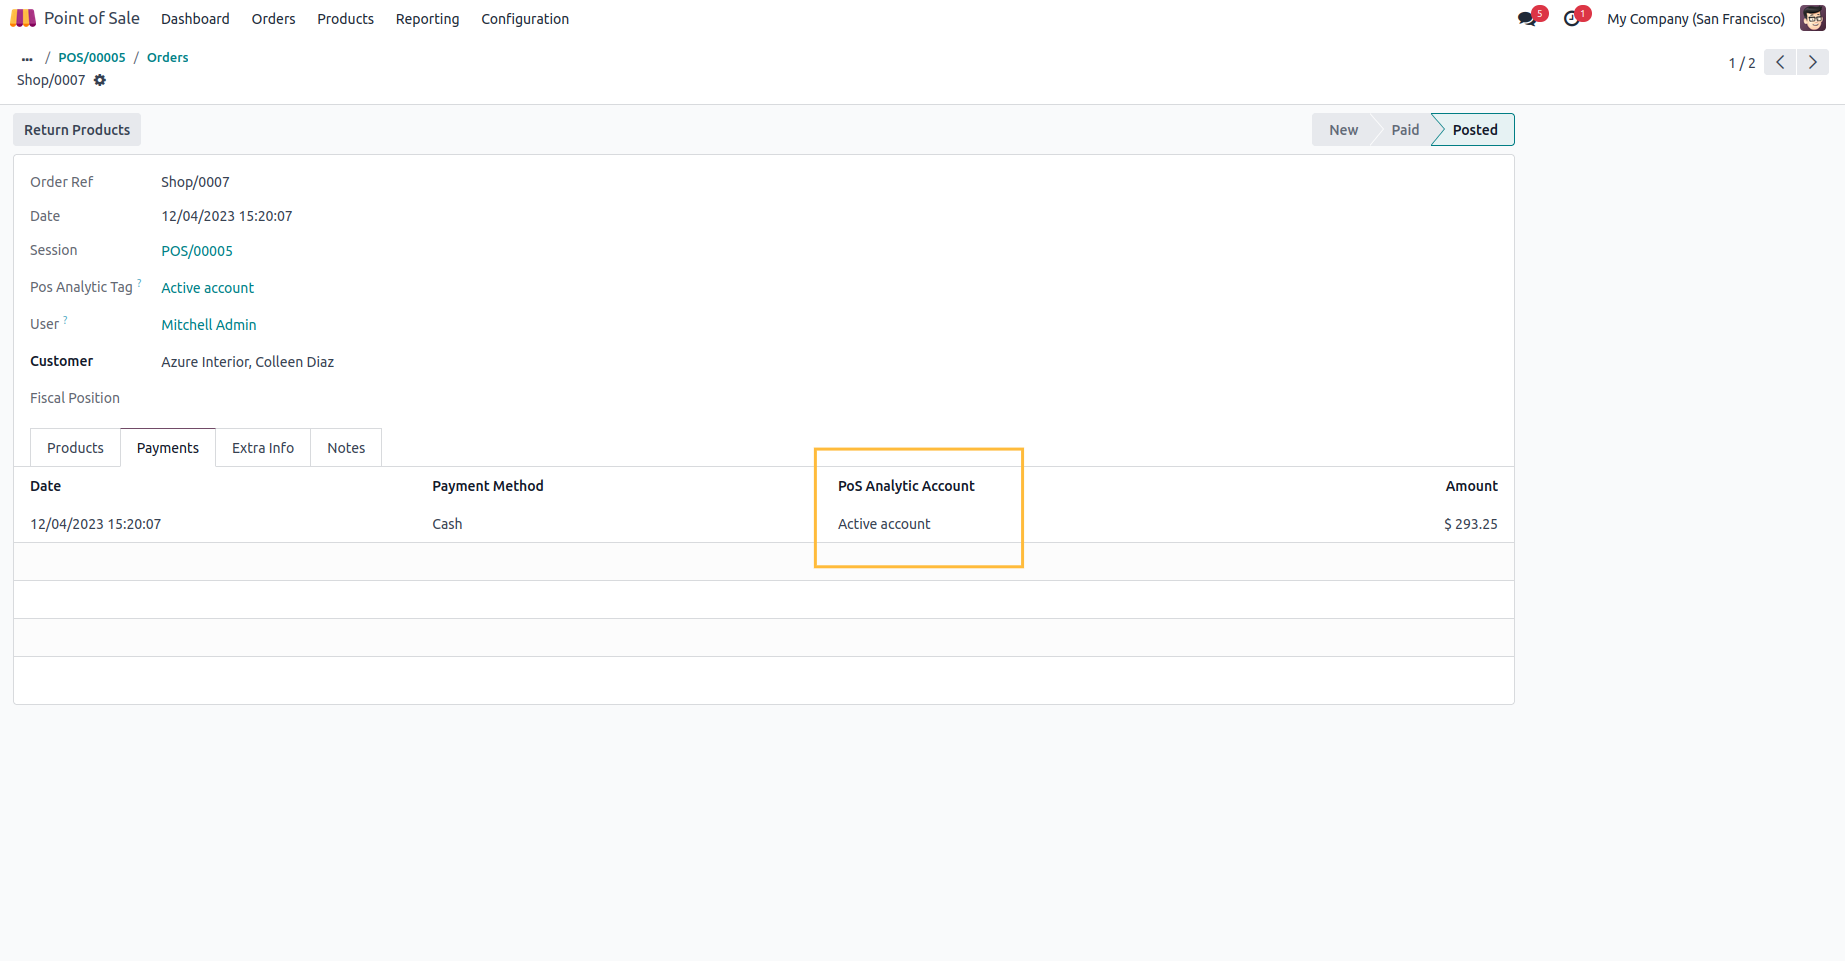 Point of Sale Dashboard Orders Products Reporting Configuration 5 1 My Company (San Francisco)
... / POS/00005 / Orders
1 / 2
Shop/0007
Return Products New Paid Posted
Order Ref Shop/0007
Date 12/04/2023 15:20:07
Session POS/00005
Pos Analytic Tag ? Active account
User ? Mitchell Admin
Customer Azure Interior, Colleen Diaz
Fiscal Position
Products Payments Extra Info Notes
Date Payment Method PoS Analytic Account Amount
12/04/2023 15:20:07 Cash Active account $ 293.25